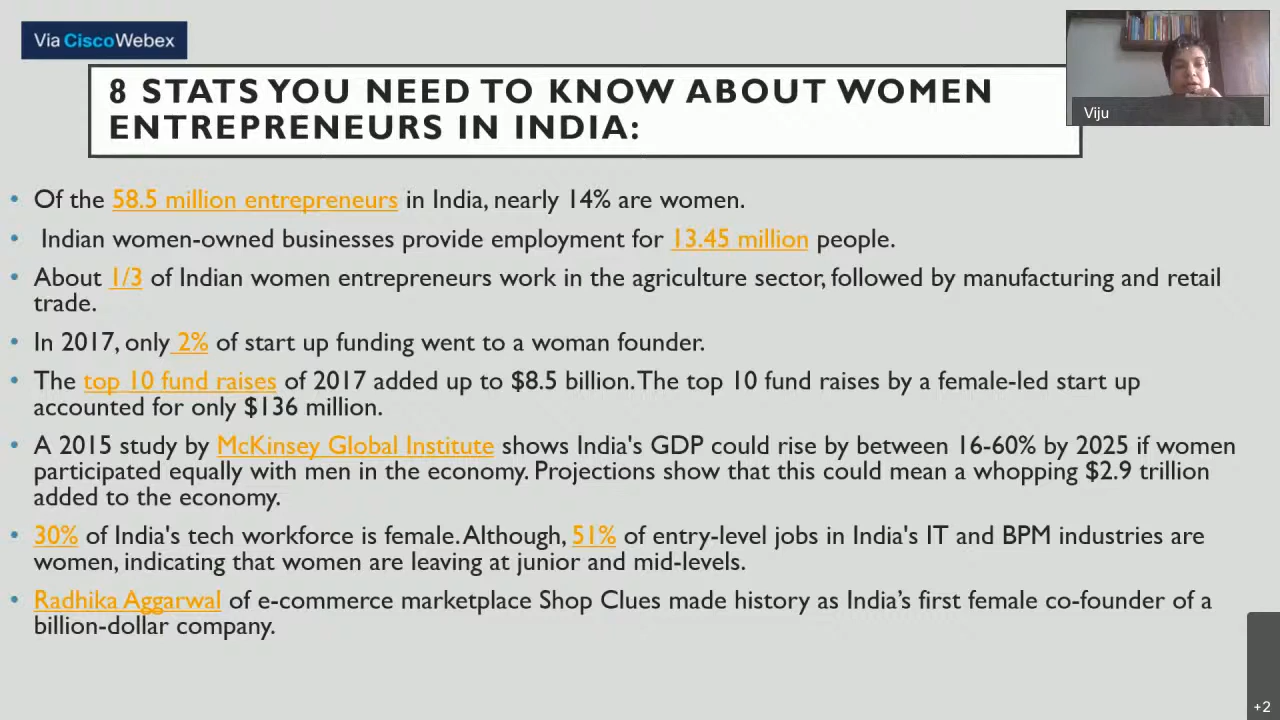 Via CiscoWebex
8 STATS YOU NEED TO KNOW ABOUT WOMEN
ENTREPRENEURS IN INDIA:
Viju
• Of the 58.5 million entrepreneurs in India, nearly 14% are women.
• Indian women-owned businesses provide employment for 13.45 million people.
• About 1/3 of Indian women entrepreneurs work in the agriculture sector, followed by manufacturing and retail
trade.
• In 2017, only 2% of start up funding went to a woman founder.
• The top 10 fund raises of 2017 added up to $8.5 billion. The top 10 fund raises by a female-led start up
accounted for only $136 million.
• A 2015 study by McKinsey Global Institute shows India's GDP could rise by between 16-60% by 2025 if women
participated equally with men in the economy. Projections show that this could mean a whopping $2.9 trillion
added to the economy.
• 30% of India's tech workforce is female. Although, 51% of entry-level jobs in India's IT and BPM industries are
women, indicating that women are leaving at junior and mid-levels.
• Radhika Aggarwal of e-commerce marketplace Shop Clues made history as India’s first female co-founder of a
billion-dollar company.
+2